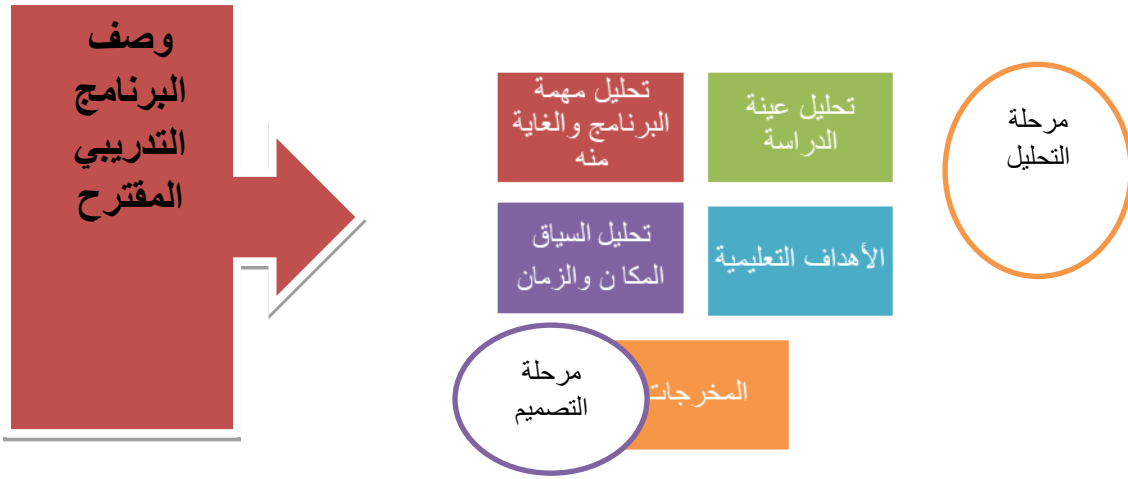 وصف
البرنامج
التدريبي
المقترح
مرحلة
التحليل
تحليل عينة
الدراسة
تحليل مهمة
البرنامج والغاية
منه
الأهداف التعليمية
تحليل السياق
المكا ن والزمان
المخرجات
مرحلة
التصميم